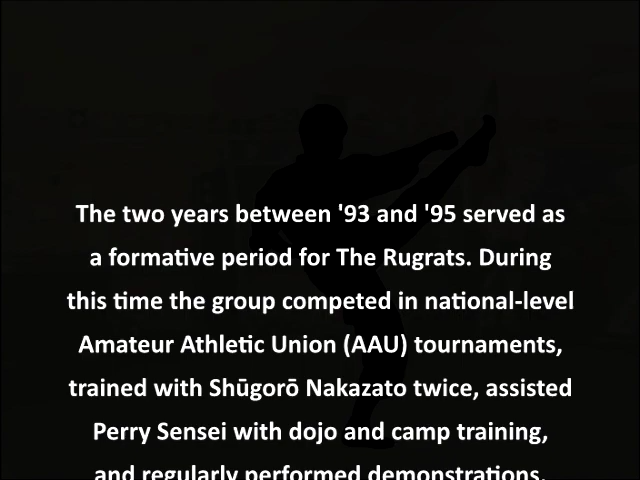 The two years between '93 and '95 served as
a formative period for The Rugrats. During
this time the group competed in national-level
Amateur Athletic Union (AAU) tournaments,
trained with Shūgorō Nakazato twice, assisted
Perry Sensei with dojo and camp training,
and regularly performed demonstrations.